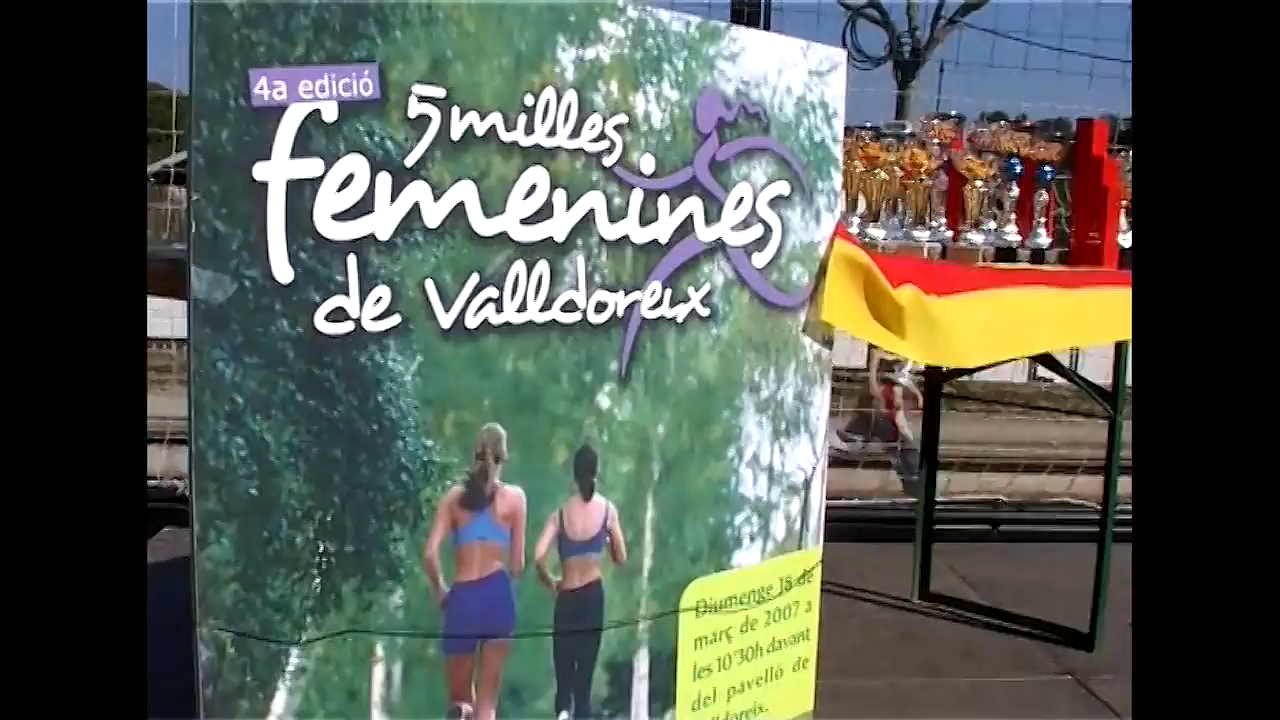 4a edició
5 milles
femenines
de Valldoreix
Diumenge 18 de
març de 2007 a
les 10'30h davant
del pavelló de
Valldoreix.